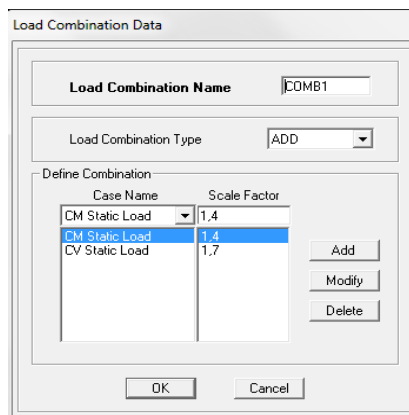 Load Combination Data
Load Combination Name COMB1
Load Combination Type ADD
Define Combination
Case Name Scale Factor
CM Static Load 1,4
CM Static Load 1,4
CV Static Load 1,7
Add
Modify
Delete
OK Cancel